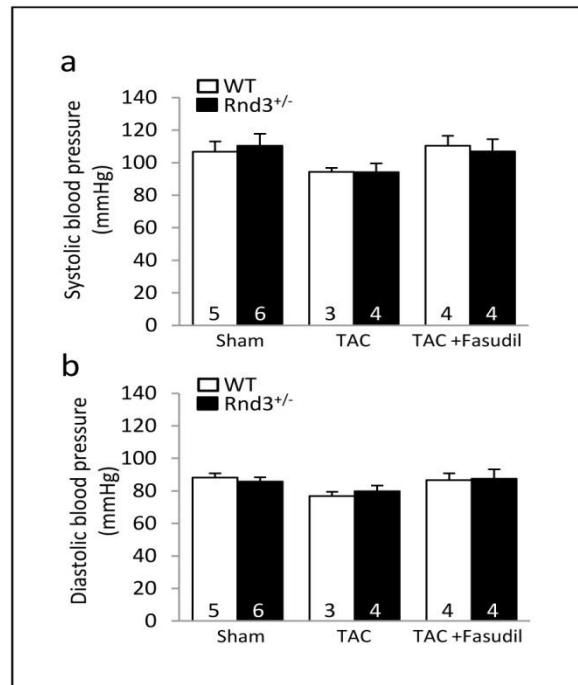 a
WT
Rnd3+/-
Systolic blood pressure
(mmHg)
140
120
100
80
60
40
20
0
5 6 3 4 4 4
Sham TAC TAC +Fasudil
b
WT
Rnd3+/-
Diastolic blood pressure
(mmHg)
140
120
100
80
60
40
20
0
5 6 3 4 4 4
Sham TAC TAC +Fasudil